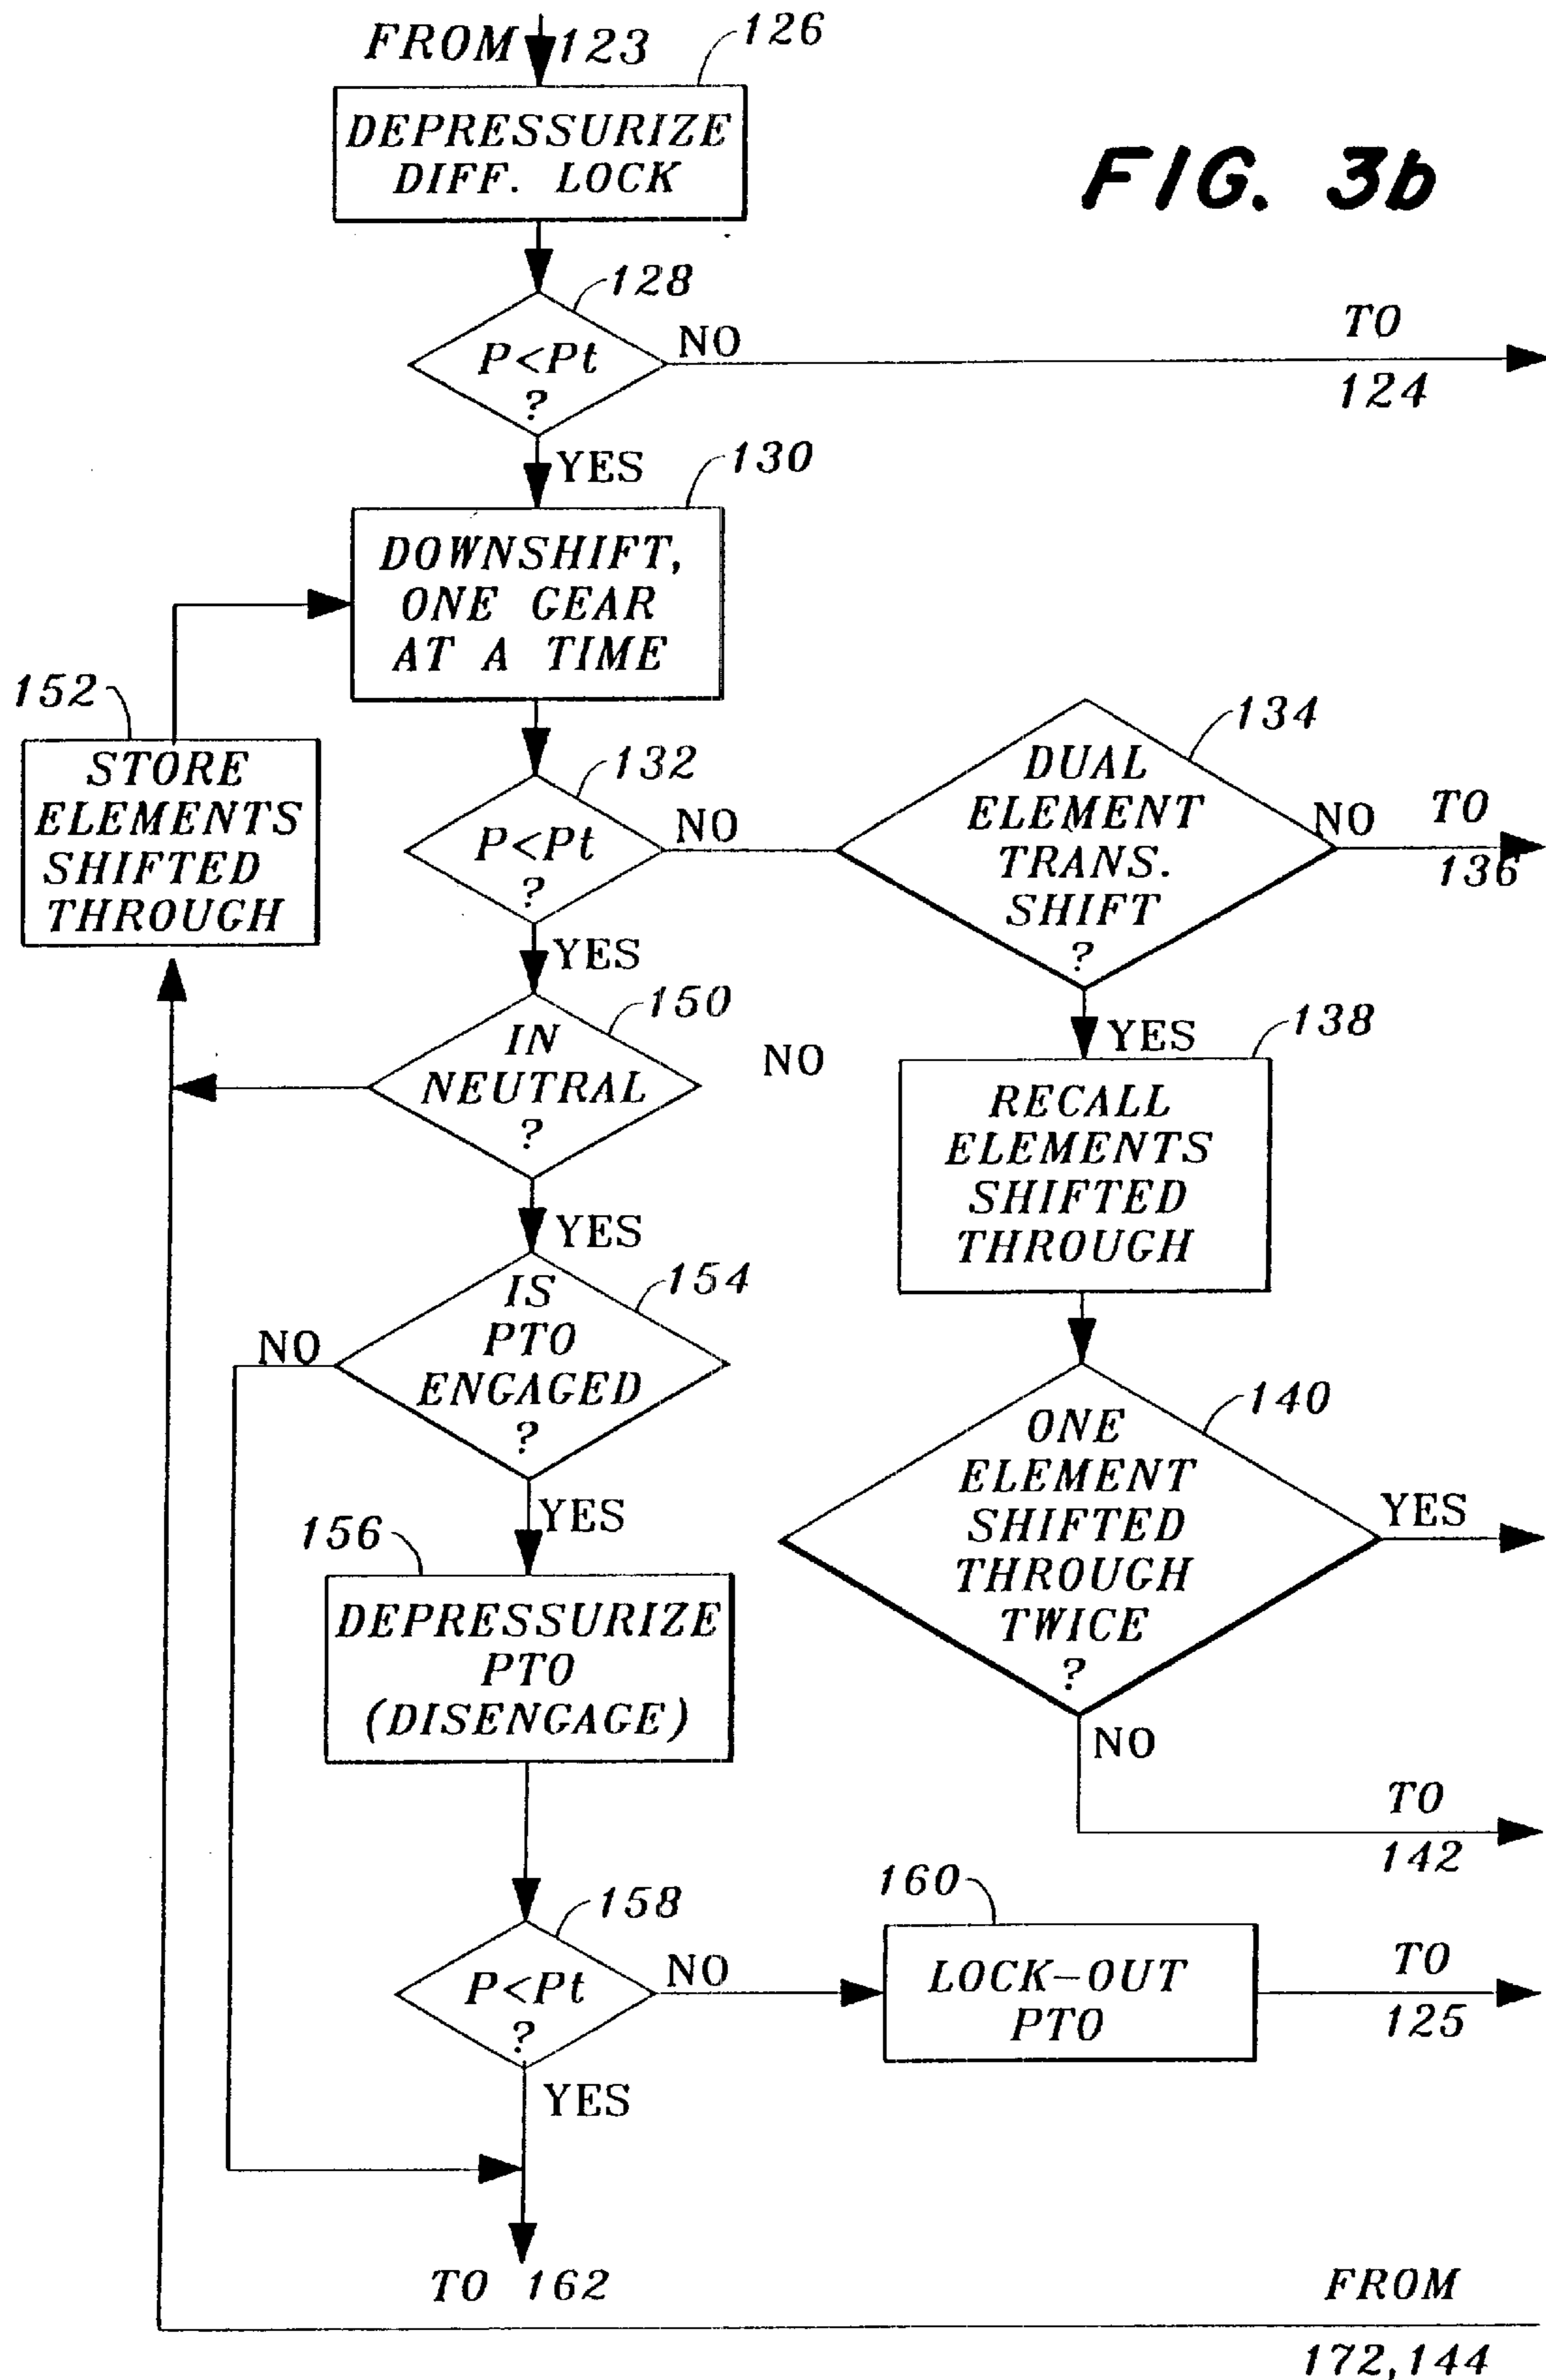 FROM 123
126
DEPRESSURIZE
DIFF. LOCK
FIG. 3b
128
P<Pt
?
NO
TO
124
YES
130
DOWNSHIFT,
ONE GEAR
AT A TIME
152
STORE
ELEMENTS
SHIFTED
THROUGH
132
P<Pt
?
NO
134
DUAL
ELEMENT
TRANS.
SHIFT
?
NO
TO
136
YES
150
IN
NEUTRAL
?
NO
YES
138
RECALL
ELEMENTS
SHIFTED
THROUGH
YES
154
IS
PTO
ENGAGED
?
NO
140
ONE
ELEMENT
SHIFTED
THROUGH
TWICE
?
YES
NO
TO
142
YES
156
DEPRESSURIZE
PTO
(DISENGAGE)
158
P<Pt
?
NO
160
LOCK-OUT
PTO
TO
125
YES
TO 162
FROM
172,144